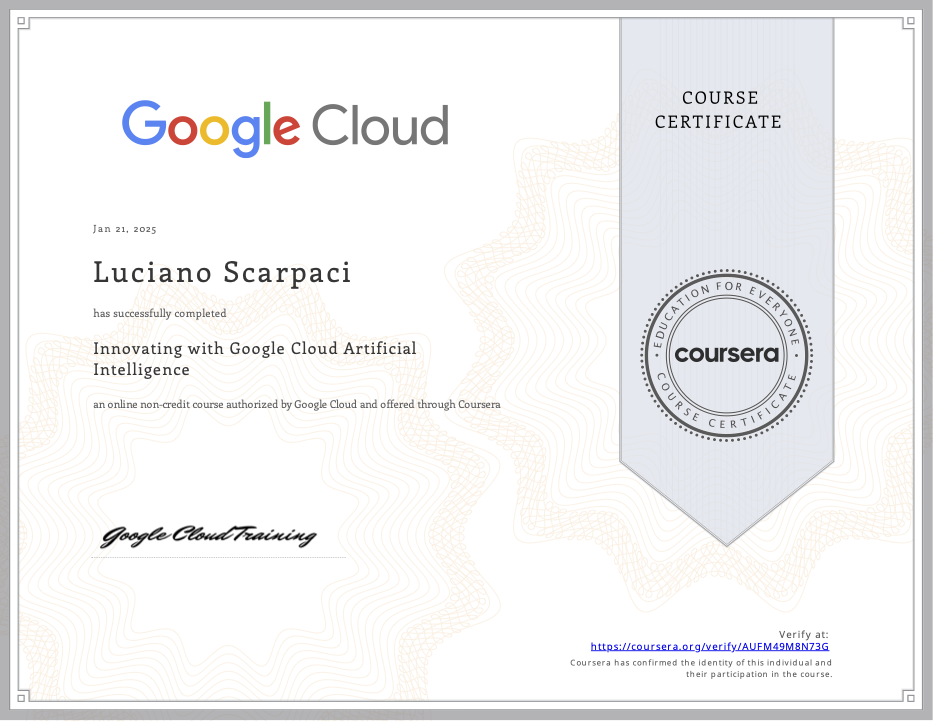 Google Cloud
COURSE
CERTIFICATE
Jan 21, 2025
Luciano Scarpaci
has successfully completed
Innovating with Google Cloud Artificial
Intelligence
an online non-credit course authorized by Google Cloud and offered through Coursera
EDUCATION FOR EVERYONE
coursera
COURSE CERTIFICATE
Google Cloud Training
Verify at:
https://coursera.org/verify/AUFM49M8N73G
Coursera has confirmed the identity of this individual and
their participation in the course.